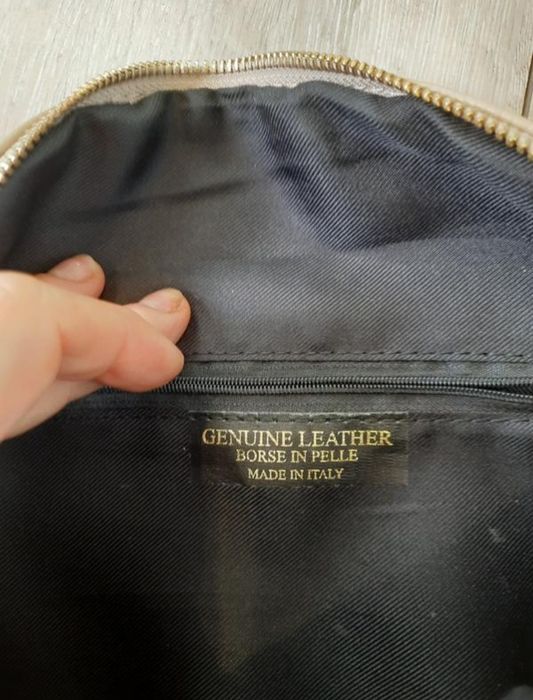 GENUINE LEATHER
BORSE IN PELLE
MADE IN ITALY